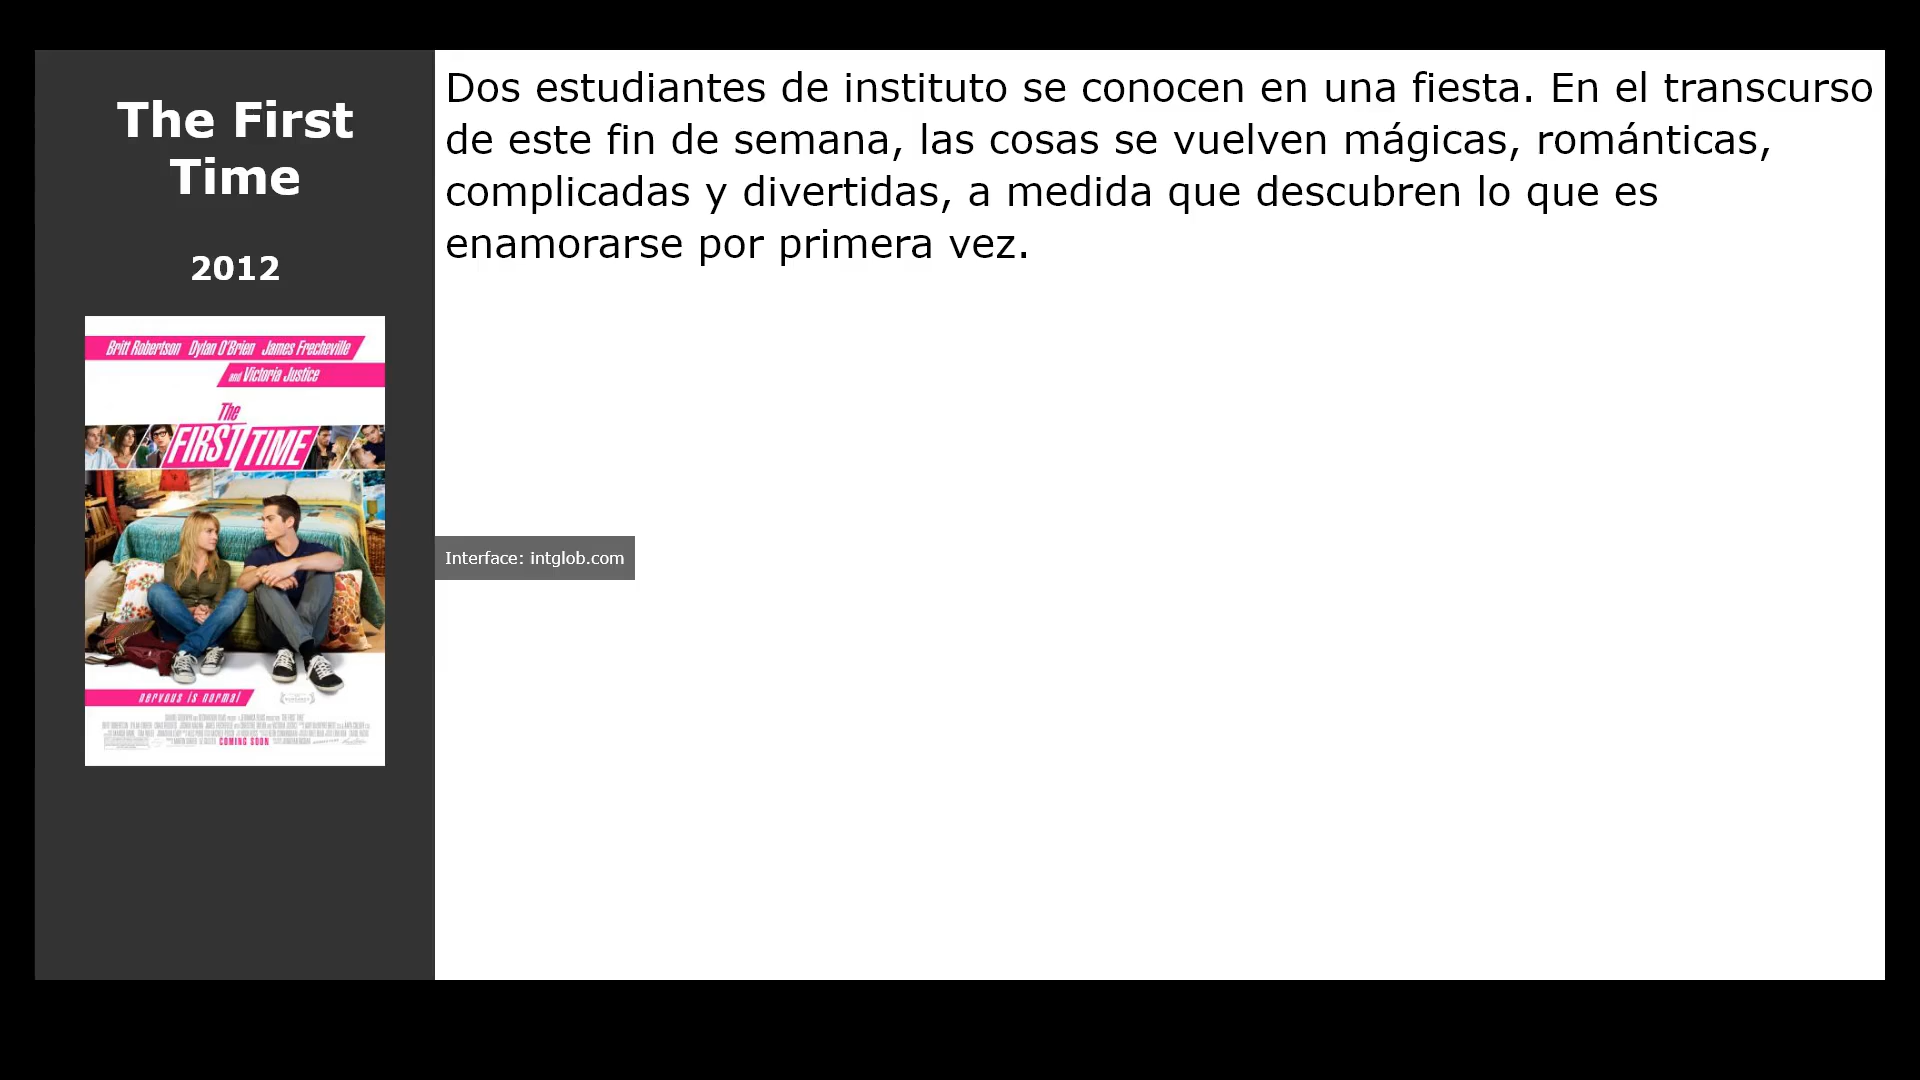 The First
Time
2012
Britt Robertson Dylan O'Brien James Frecheville
and Victoria Justice
The
FIRST TIME
nervous is normal
COMING SOON
Dos estudiantes de instituto se conocen en una fiesta. En el transcurso
de este fin de semana, las cosas se vuelven mágicas, románticas,
complicadas y divertidas, a medida que descubren lo que es
enamorarse por primera vez.
Interface: intglob.com